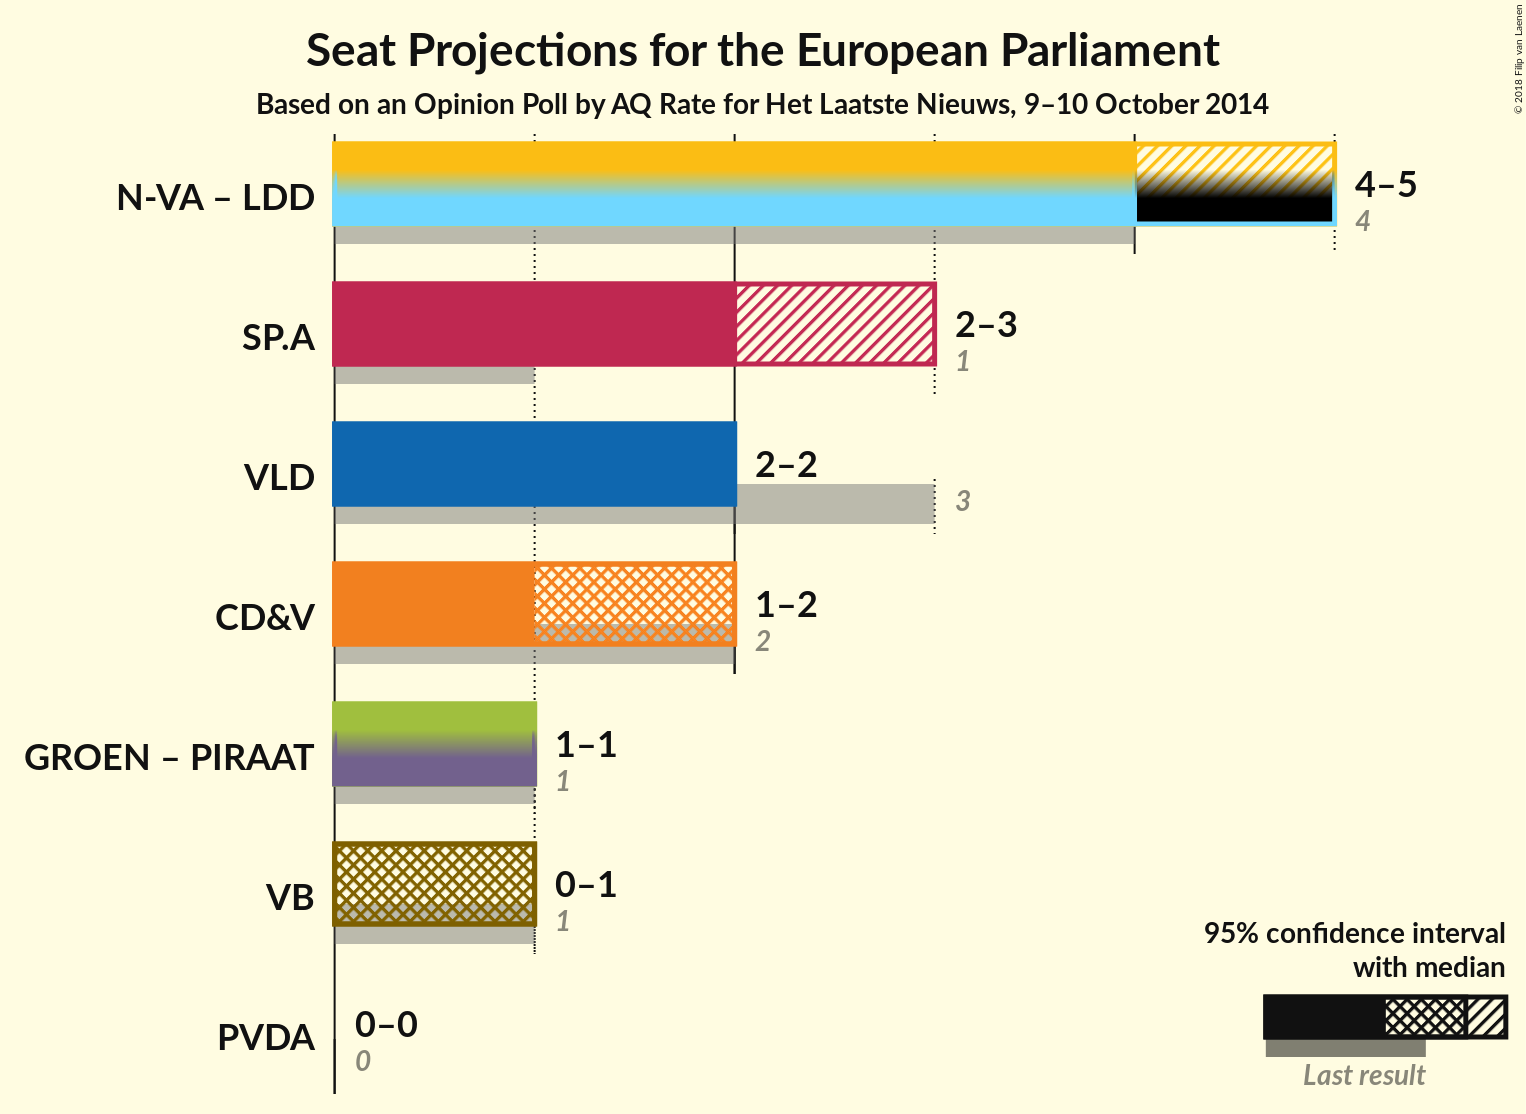 Seat Projections for the European Parliament
Based on an Opinion Poll by AQ Rate for Het Laatste Nieuws, 9–10 October 2014
© 2018 Filip van Laenen
N-VA – LDD
4–5
4
SP.A
2–3
1
VLD
2–2
3
CD&V
1–2
2
GROEN – PIRAAT
1–1
1
VB
0–1
1
PVDA
0–0
0
95% confidence interval
with median
Last result